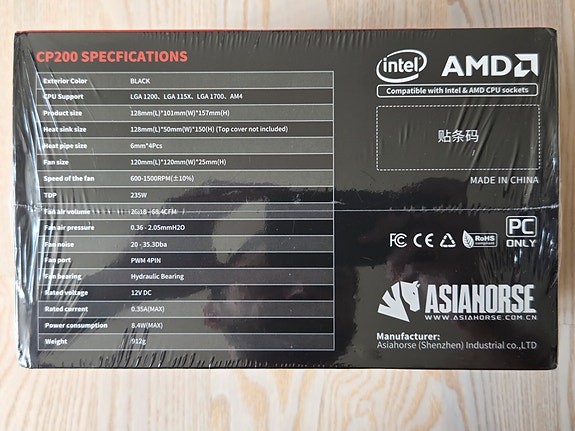 CP200 SPECFICATIONS
Exterior Color BLACK
CPU Support LGA 1200、LGA 115X、LGA 1700、AM4
Product size 128mm(L)*101mm(W)*157mm(H)
Heat sink size 128mm(L)*50mm(W)*150(H) (Top cover not included)
Heat pipe size 6mm*4Pcs
Fan size 120mm(L)*120mm(W)*25mm(H)
Speed of the fan 600-1500RPM(±10%)
TDP 235W
Fan air volume
Fan air pressure 0.36 - 2.05mmH2O
Fan noise 20 - 35.3Dba
Fan port PWM 4PIN
Fan bearing Hydraulic Bearing
Rated voltage 12V DC
Rated current 0.35A(MAX)
Power consumption 8.4W(MAX)
Weight 912g
intel AMD
Compatible with Intel & AMD CPU sockets
贴条码
MADE IN CHINA
FC CE RoHS compliant PC ONLY
ASIAHORSE
WWW.ASIAHORSE.COM.CN
Manufacturer:
Asiahorse (Shenzhen) Industrial co.,LTD